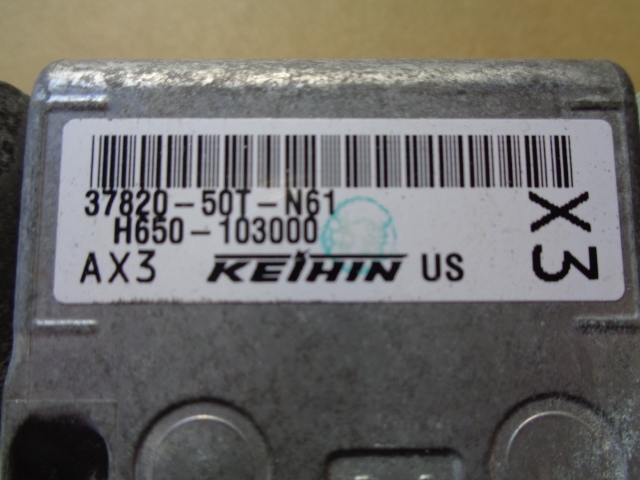 37820-50T-N61
H650-103000
AX3 KEIHIN US
X3